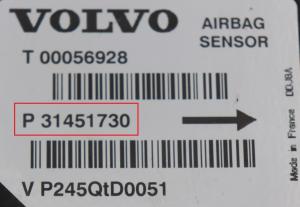 VOLVO
AIRBAG
SENSOR
T 00056928
P 31451730
V P245QtD0051
Made in France
DDJBA